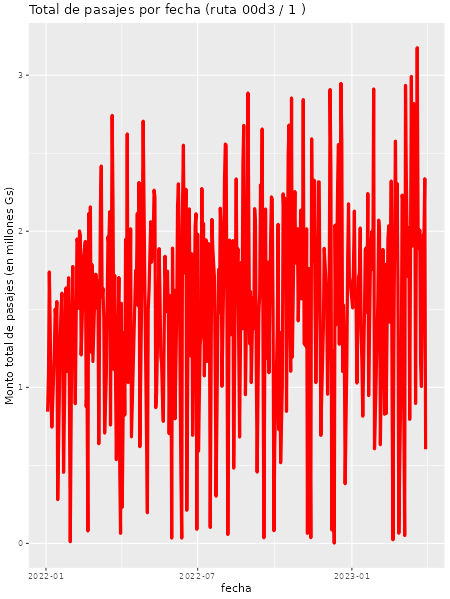 Total de pasajes por fecha (ruta 00d3 / 1 )
Monto total de pasajes (en millones Gs)
3
2
1
0
2022-01
2022-07
2023-01
fecha